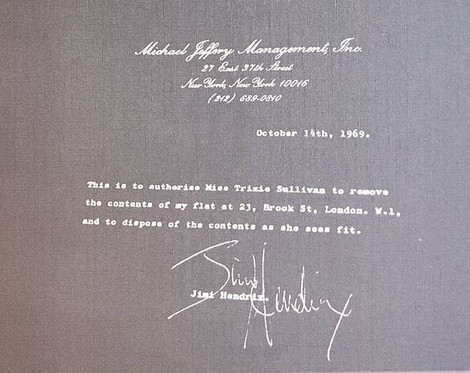 Michael Jeffery Management, Inc.
27 East 37th Street
New York, New York 10016
(212) 689-0810
October 14th, 1969.
This is to authorise Miss Trixie Sullivan to remove
the contents of my flat at 23, Brook St, London. W.1,
and to dispose of the contents as she sees fit.
Jimi Hendrix
Jimi Hendrix.